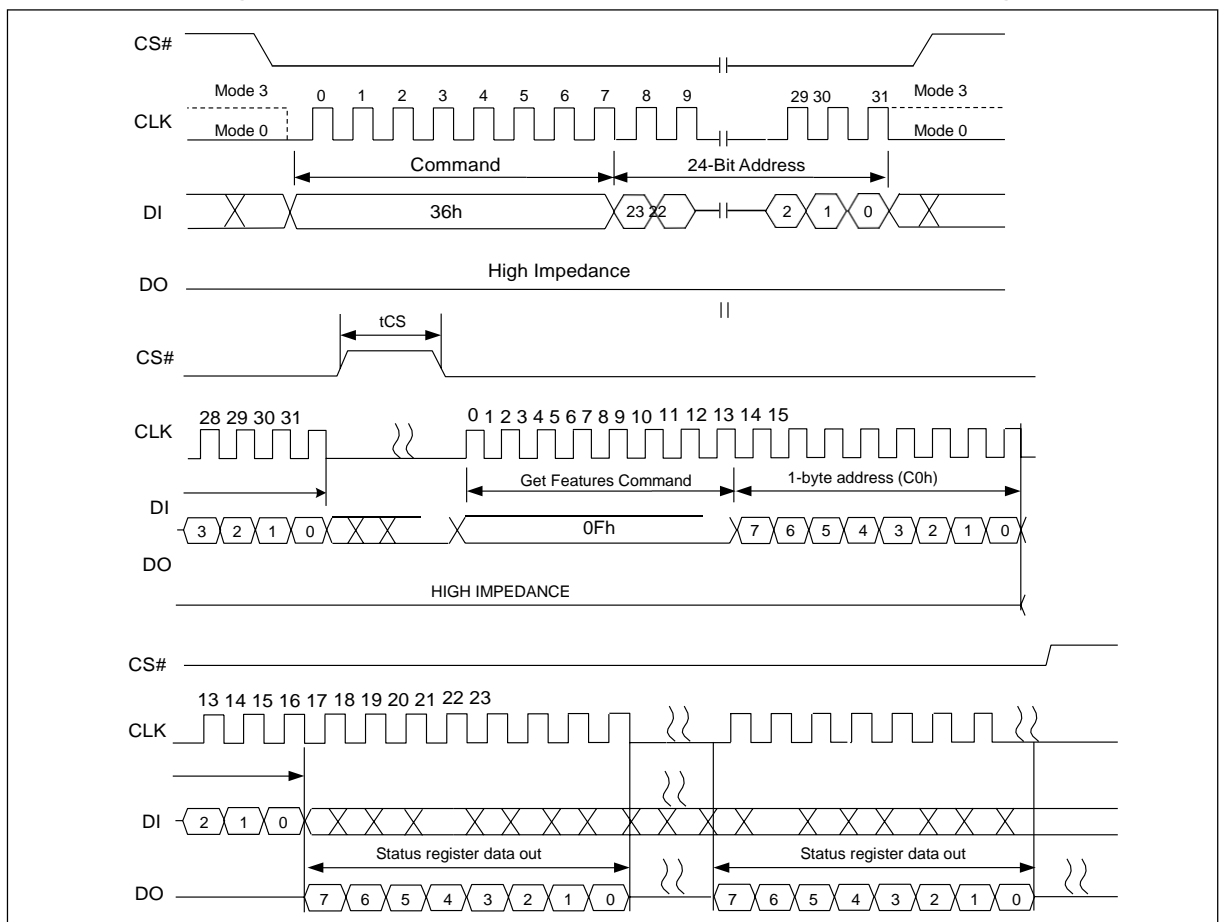 CS#
Mode 3 0 1 2 3 4 5 6 7 8 9 29 30 31 Mode 3
CLK
Mode 0 Mode 0
Command 24-Bit Address
DI 36h 23 22 2 1 0
High Impedance
DO
tCS
CS#
28 29 30 31 0 1 2 3 4 5 6 7 8 9 10 11 12 13 14 15
CLK
Get Features Command 1-byte address (C0h)
DI
3 2 1 0 0Fh 7 6 5 4 3 2 1 0
DO
HIGH IMPEDANCE
CS#
13 14 15 16 17 18 19 20 21 22 23
CLK
DI 2 1 0
Status register data out Status register data out
DO 7 6 5 4 3 2 1 0 7 6 5 4 3 2 1 0